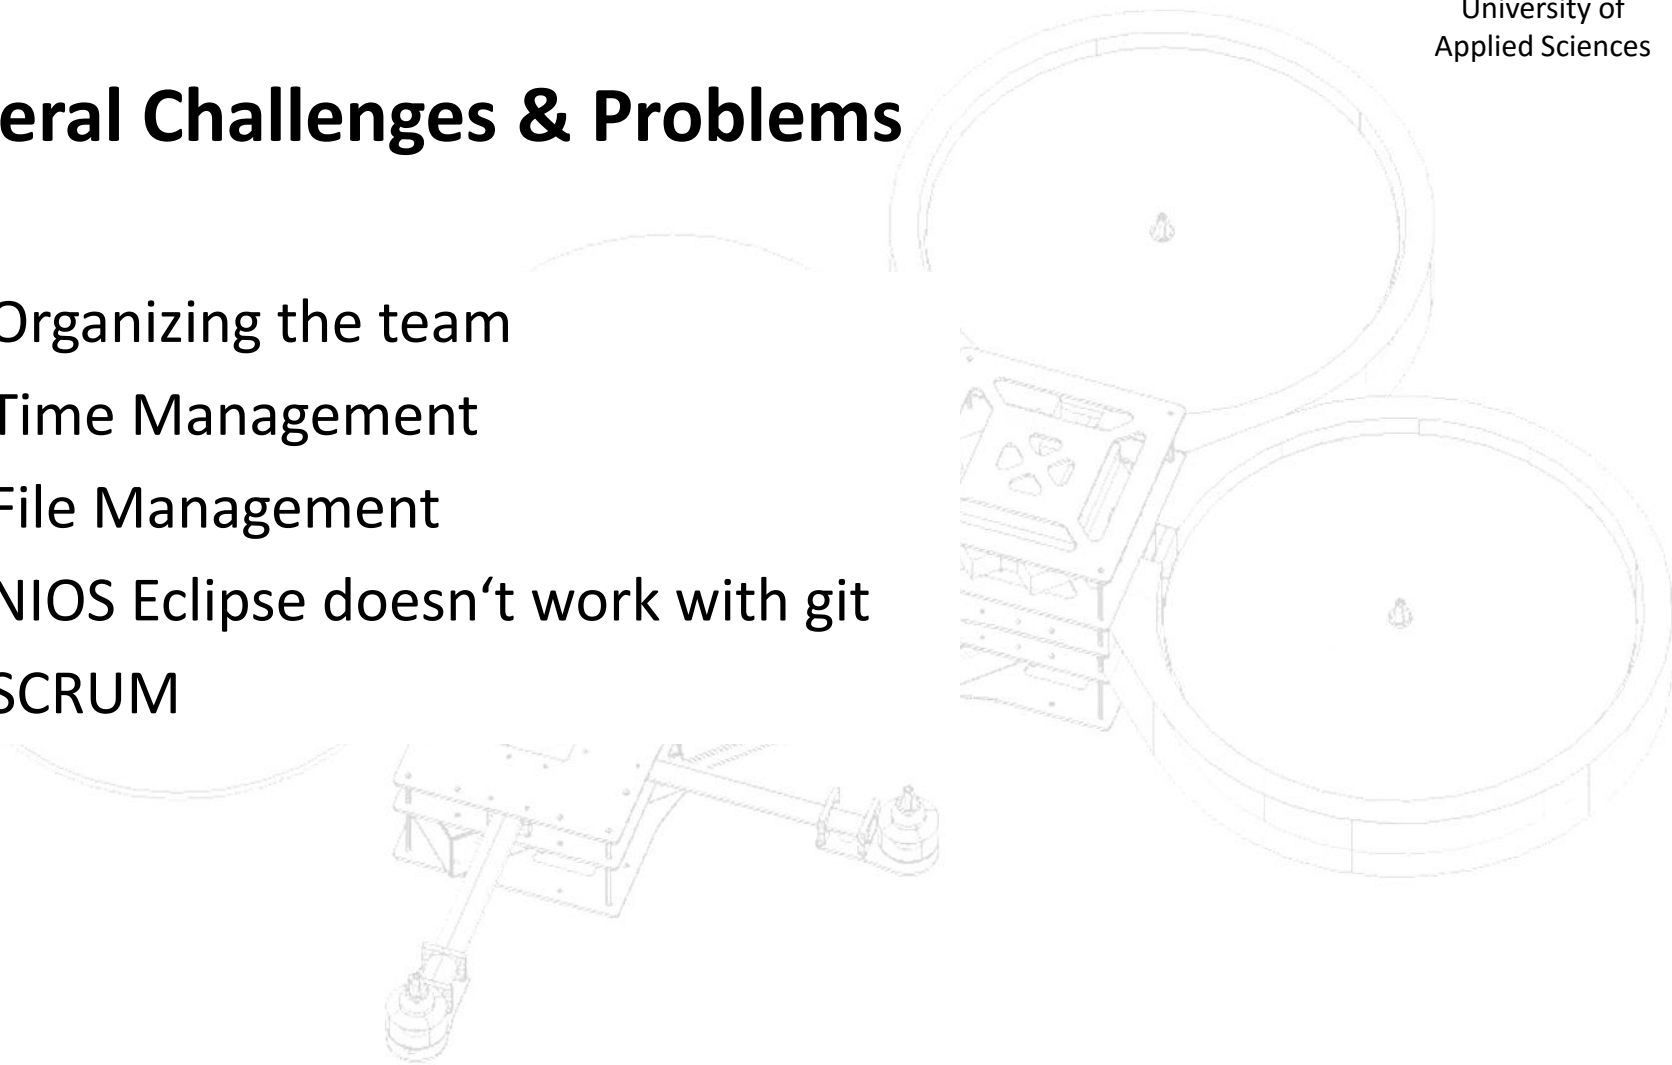 University of
Applied Sciences
eral Challenges & Problems
Organizing the team
Time Management
File Management
NIOS Eclipse doesn‘t work with git
SCRUM